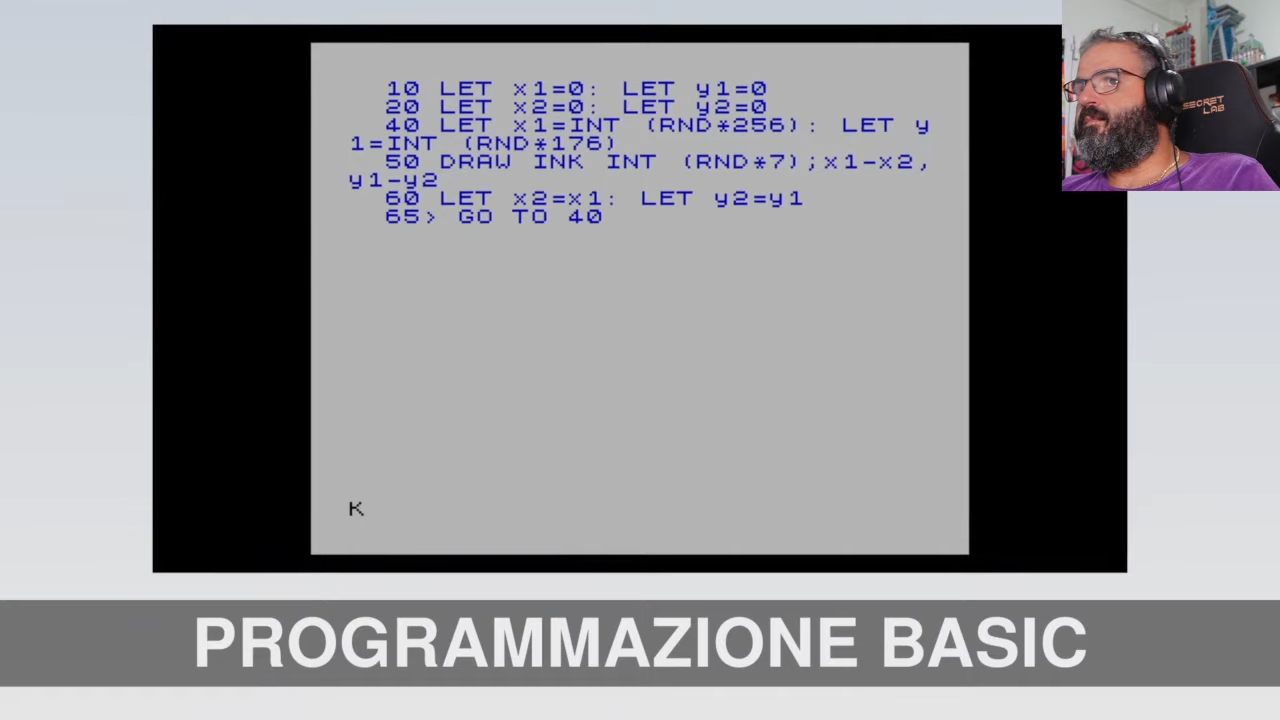 10 LET x1=0: LET y1=0
20 LET x2=0: LET y2=0
40 LET x1=INT (RND*256): LET y
1=INT (RND*176)
50 DRAW INK INT (RND*7);x1-x2,
y1-y2
60 LET x2=x1: LET y2=y1
65> GO TO 40
K
SECRET
LAB
PROGRAMMAZIONE BASIC